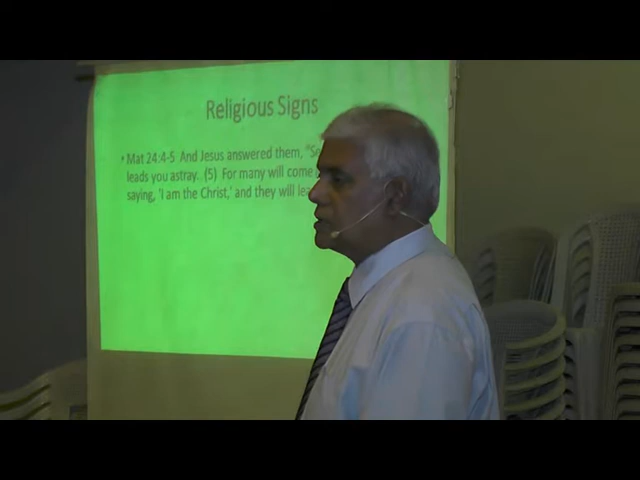 Religious Signs
• Mat 24:4-5 And Jesus answered them, "Se
leads you astray. (5) For many will come
saying, 'I am the Christ,' and they will lea